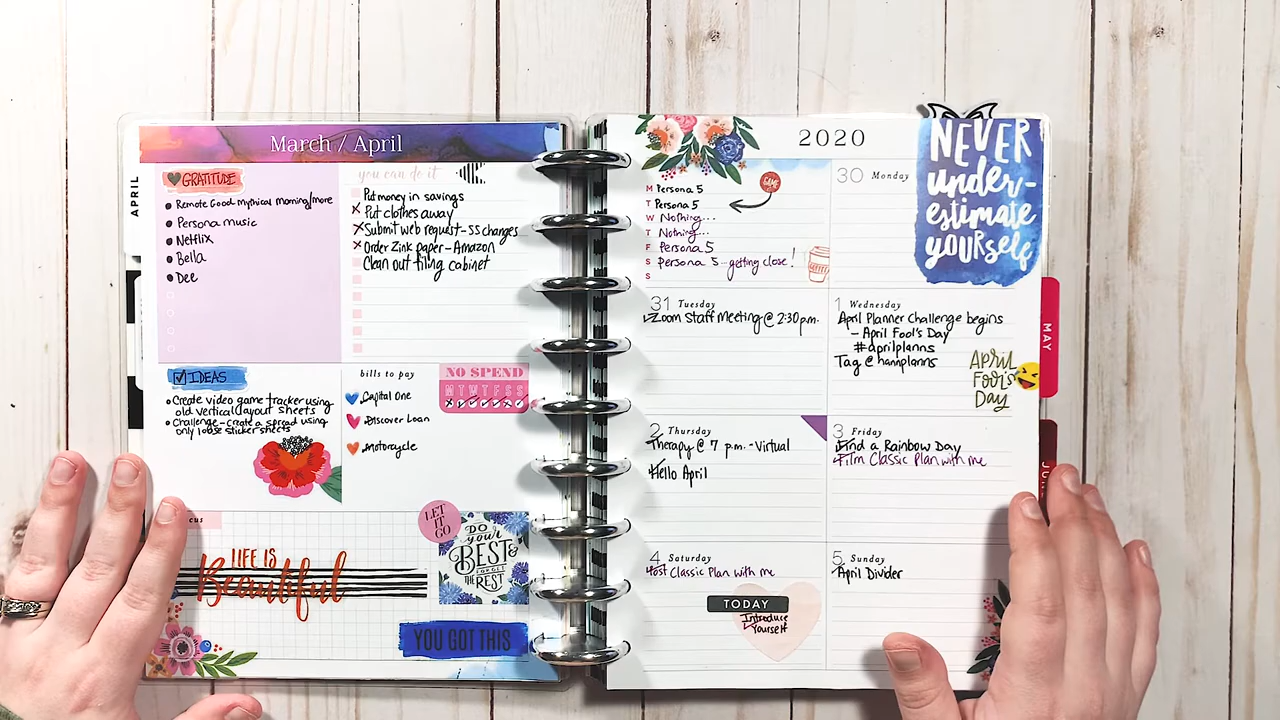 March / April
APRIL
GRATITUDE
Remote Good mythical morning/more
Persona music
Netflix
Bella
Dee
you can do it
Put money in savings
Put clothes away
Submit web request-SS changes
Order Zink paper-Amazon
Clean out filing cabinet
IDEAS
Create video game tracker using
old vertical layout sheets
Challenge-create a spread using
only loose sticker sheets
bills to pay
Capital One
Discover Loan
Motorcycle
NO SPEND
M T W T F S S
cus
LIFE IS
Beautiful
LET
IT
GO
DO
your
BEST
FORGET
THE REST
YOU GOT THIS
2020
M Persona 5
T Persona 5
W Nothing...
T Nothing...
F Persona 5
S Persona 5...getting close!
S
COFFEE
30 Monday
NEVER
under-
estimate
yourself
31 Tuesday
Zoom Staff Meeting @ 2:30 p.m.
1 Wednesday
April Planner Challenge begins
- April Fool's Day
#aprilplanns
Tag @hannplanns
April
FOOL'S
DAY
2 Thursday
Therapy @ 7 p.m.-Virtual
Hello April
3 Friday
Find a Rainbow Day
Film Classic Plan with me
4 Saturday
Post Classic Plan with me
TODAY
Introduce
Yourself
5 Sunday
April Divider
MAY
JUNE